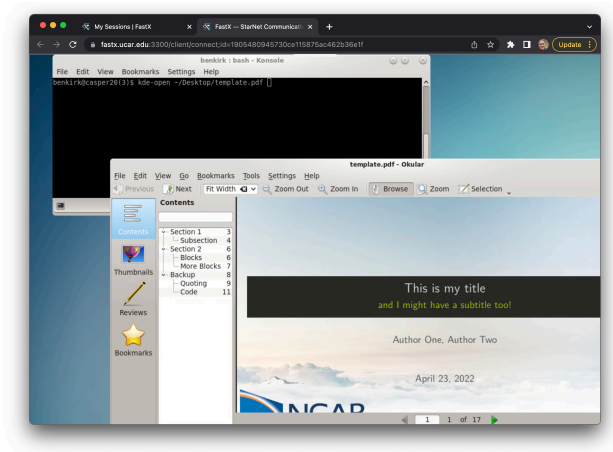 My Sessions | FastX
FastX — StarNet Communicatio
fastx.ucar.edu:3300/client/connect;id=1905480945730ce115875ac462b36e1f
Update
benkirk : bash - Konsole
File Edit View Bookmarks Settings Help
benkirk@casper20(3)$ kde-open ~/Desktop/template.pdf
template.pdf - Okular
File Edit View Go Bookmarks Tools Settings Help
Previous Next Fit Width Zoom Out Zoom In Browse Zoom Selection
Contents
Contents
Thumbnails
Reviews
Bookmarks
Section 1 3
Subsection 4
Section 2 6
Blocks 6
More Blocks 7
Backup 8
Quoting 9
Code 11
This is my title
and I might have a subtitle too!
Author One, Author Two
April 23, 2022
NCAR
1 1 of 17